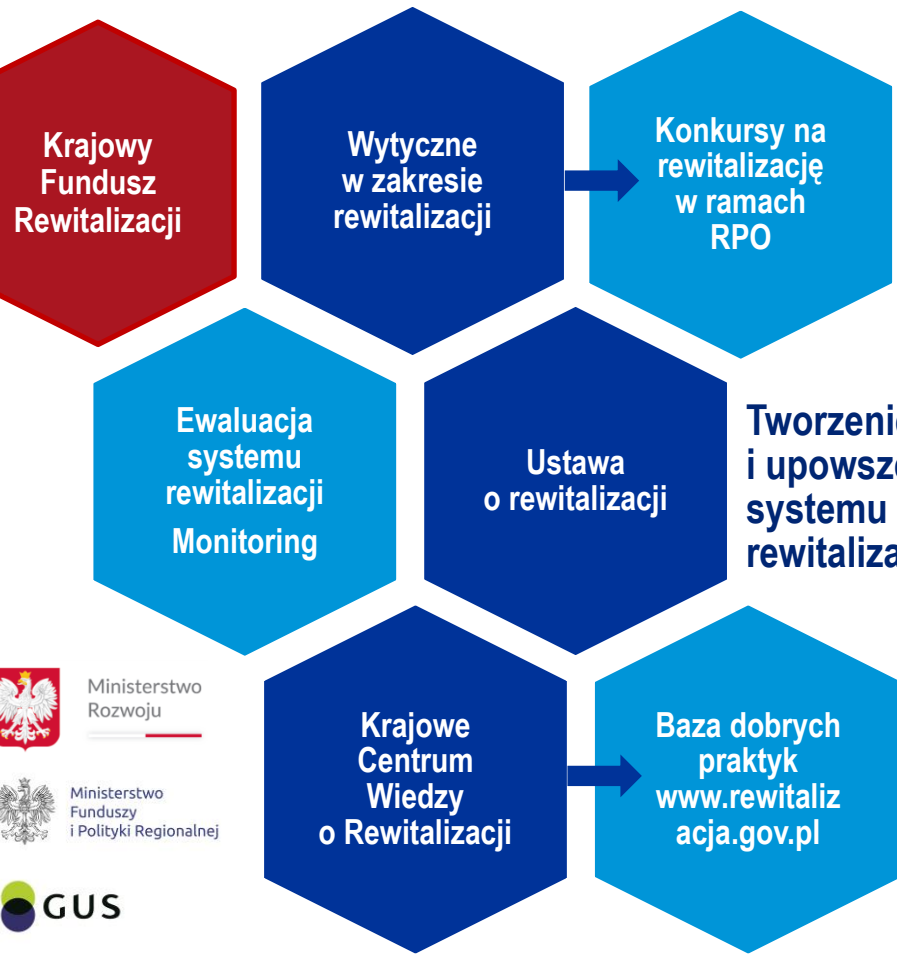 Krajowy
Fundusz
Rewitalizacji
Wytyczne
w zakresie
rewitalizacji
Konkursy na
rewitalizację
w ramach
RPO
Ewaluacja
systemu
rewitalizacji
Monitoring
Ustawa
o rewitalizacji
i
systemu
Ministerstwo
Rozwoju
Ministerstwo
Funduszy
i Polityki Regionalnej
GUS
Krajowe
Centrum
Wiedzy
o Rewitalizacji
Baza dobrych
praktyk
www.rewitaliz
acja.gov.pl